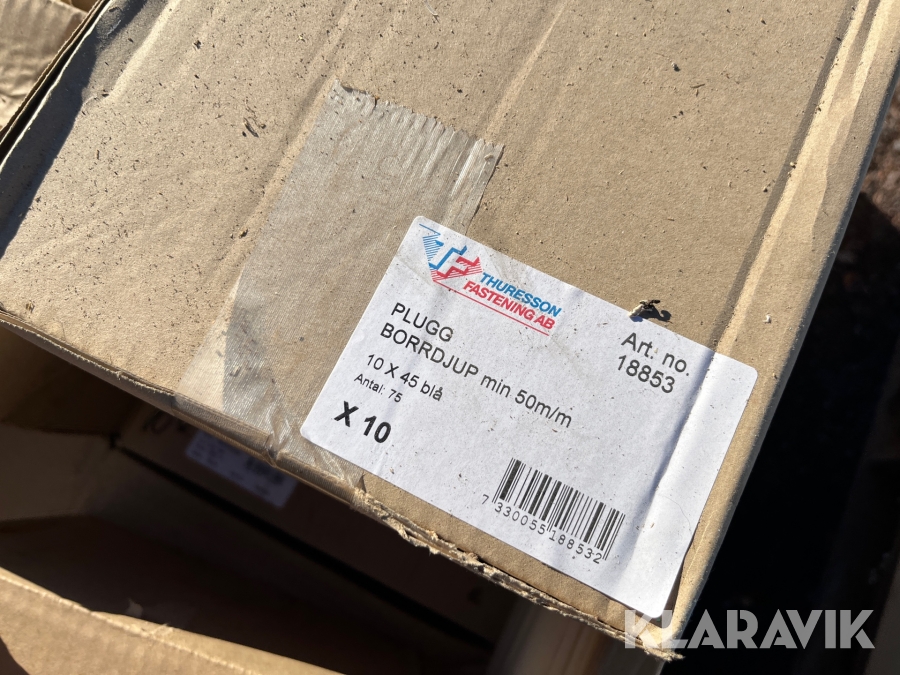 THURESSON
FASTENING AB
PLUGG
BORRDJUP min 50m/m
10 X 45 blå
Antal: 75
X 10
Art. no.
18853
7 330055 188532
KLARAVIK